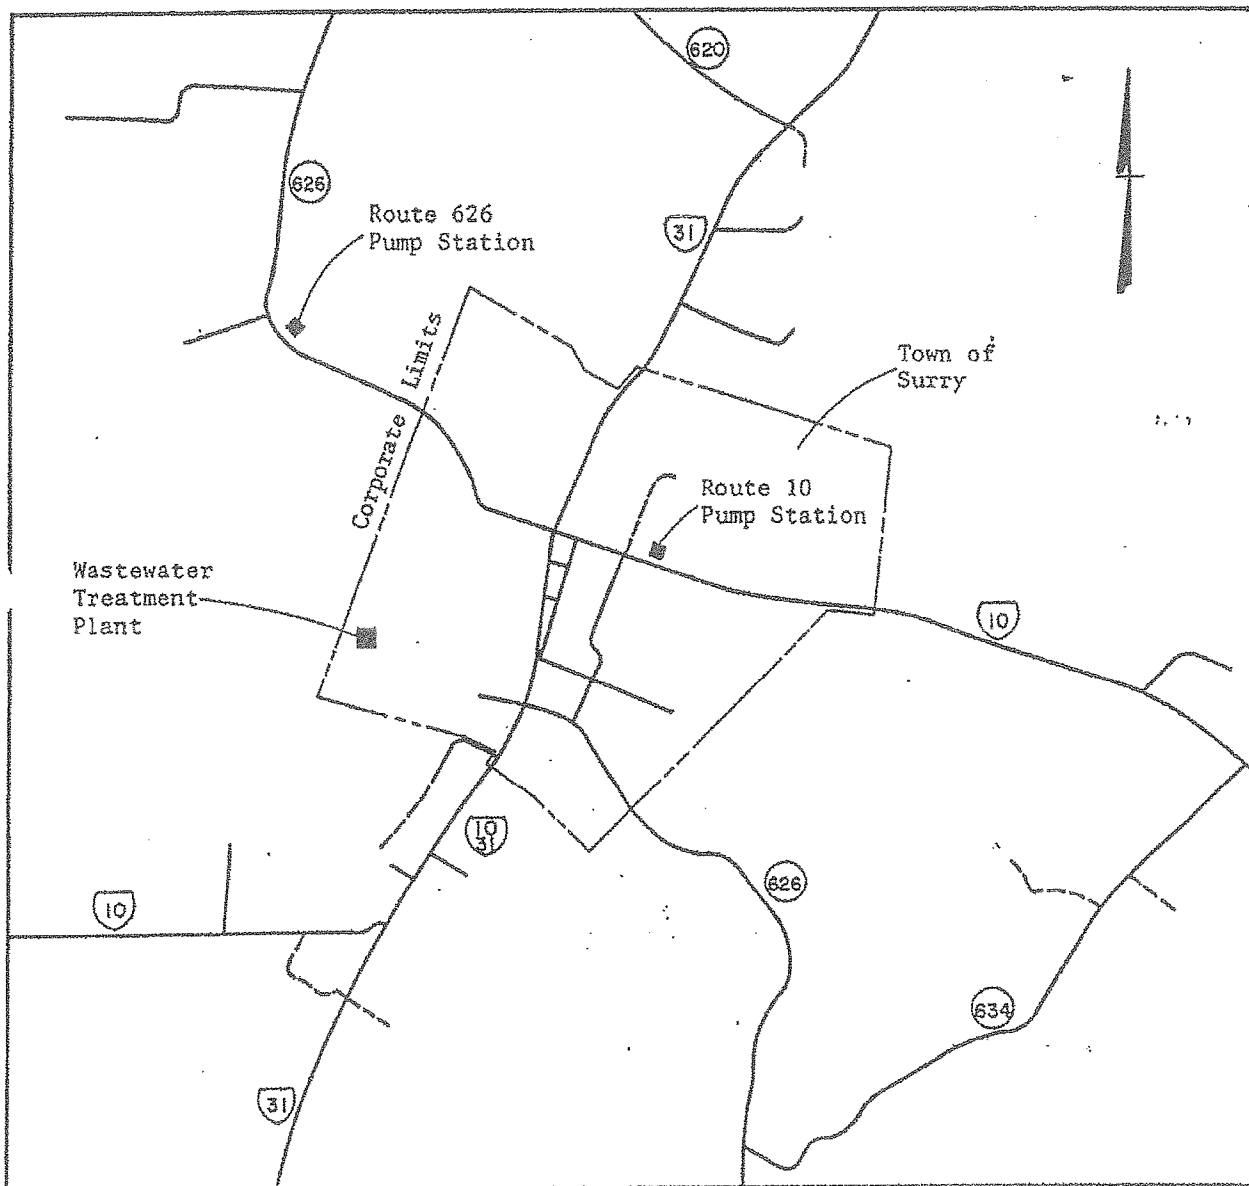 620
626
Route 626
Pump Station
31
Corporate Limits
Town of
Surry
Route 10
Pump Station
Wastewater
Treatment
Plant
10
10
31
626
10
634
31